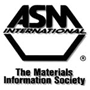 ASM
INTERNATIONAL
®
The Materials
Information Society